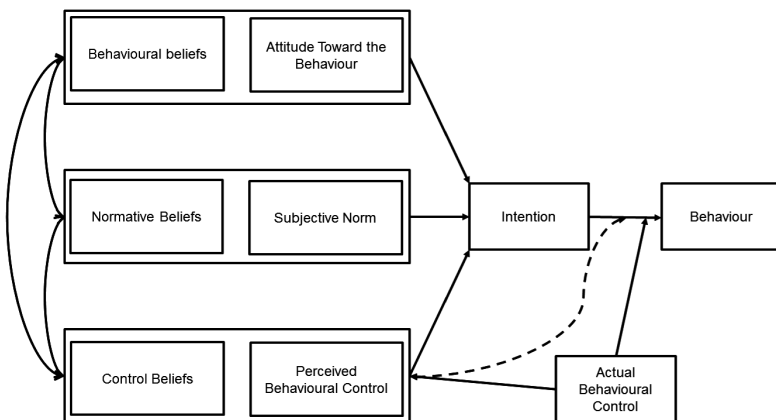 Behavioural beliefs
Attitude Toward the
Behaviour
Normative Beliefs
Subjective Norm
Intention
Behaviour
Control Beliefs
Perceived
Behavioural Control
Actual
Behavioural
Control